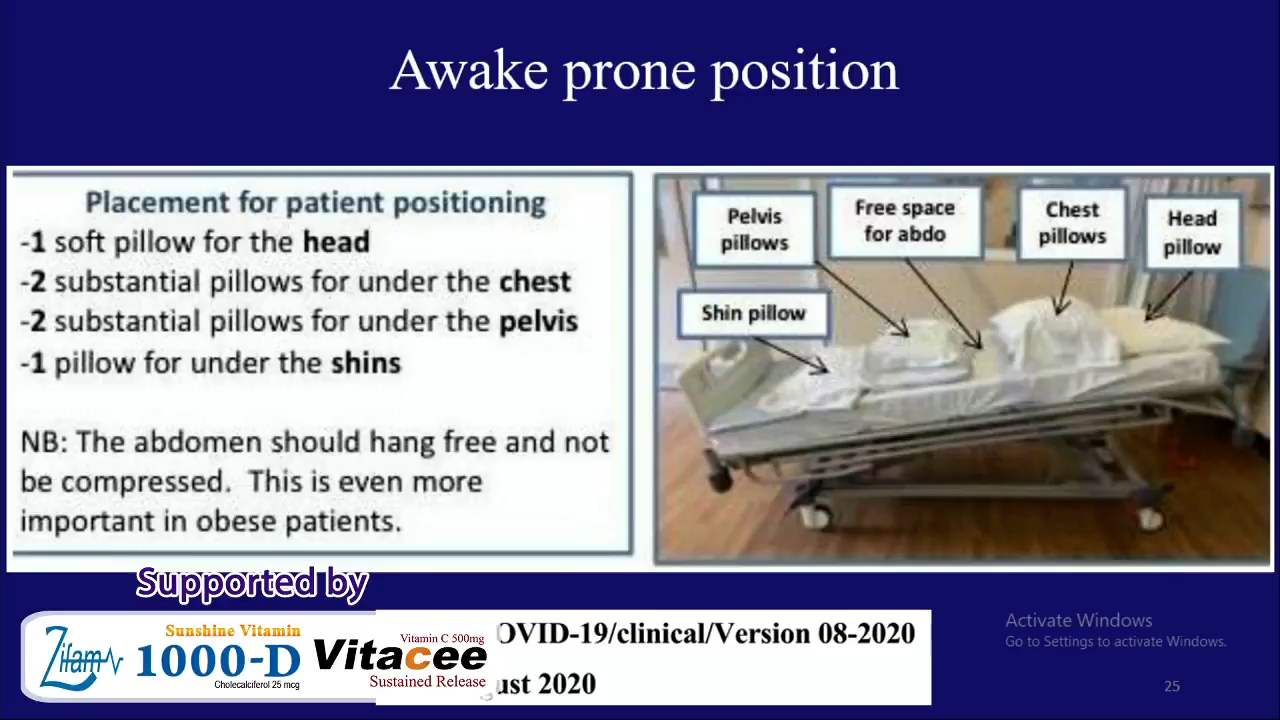 Awake prone position
Placement for patient positioning
-1 soft pillow for the head
-2 substantial pillows for under the chest
-2 substantial pillows for under the pelvis
-1 pillow for under the shins
NB: The abdomen should hang free and not
be compressed. This is even more
important in obese patients.
Pelvis
pillows
Free space
for abdo
Chest
pillows
Head
pillow
Shin pillow
Supported by
Zifam
Sunshine Vitamin
1000-D
Cholecalciferol 25 mcg
Vitamin C 500mg
Vitacee
Sustained Release
OVID-19/clinical/Version 08-2020
ust 2020
Activate Windows
Go to Settings to activate Windows.
25